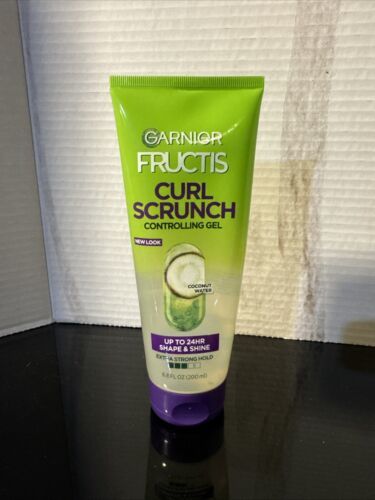 GARNIER
FRUCTIS
CURL
SCRUNCH
CONTROLLING GEL
NEW LOOK
COCONUT
WATER
UP TO 24HR
SHAPE & SHINE
EXTRA STRONG HOLD
6.8 FL OZ (200 ml)